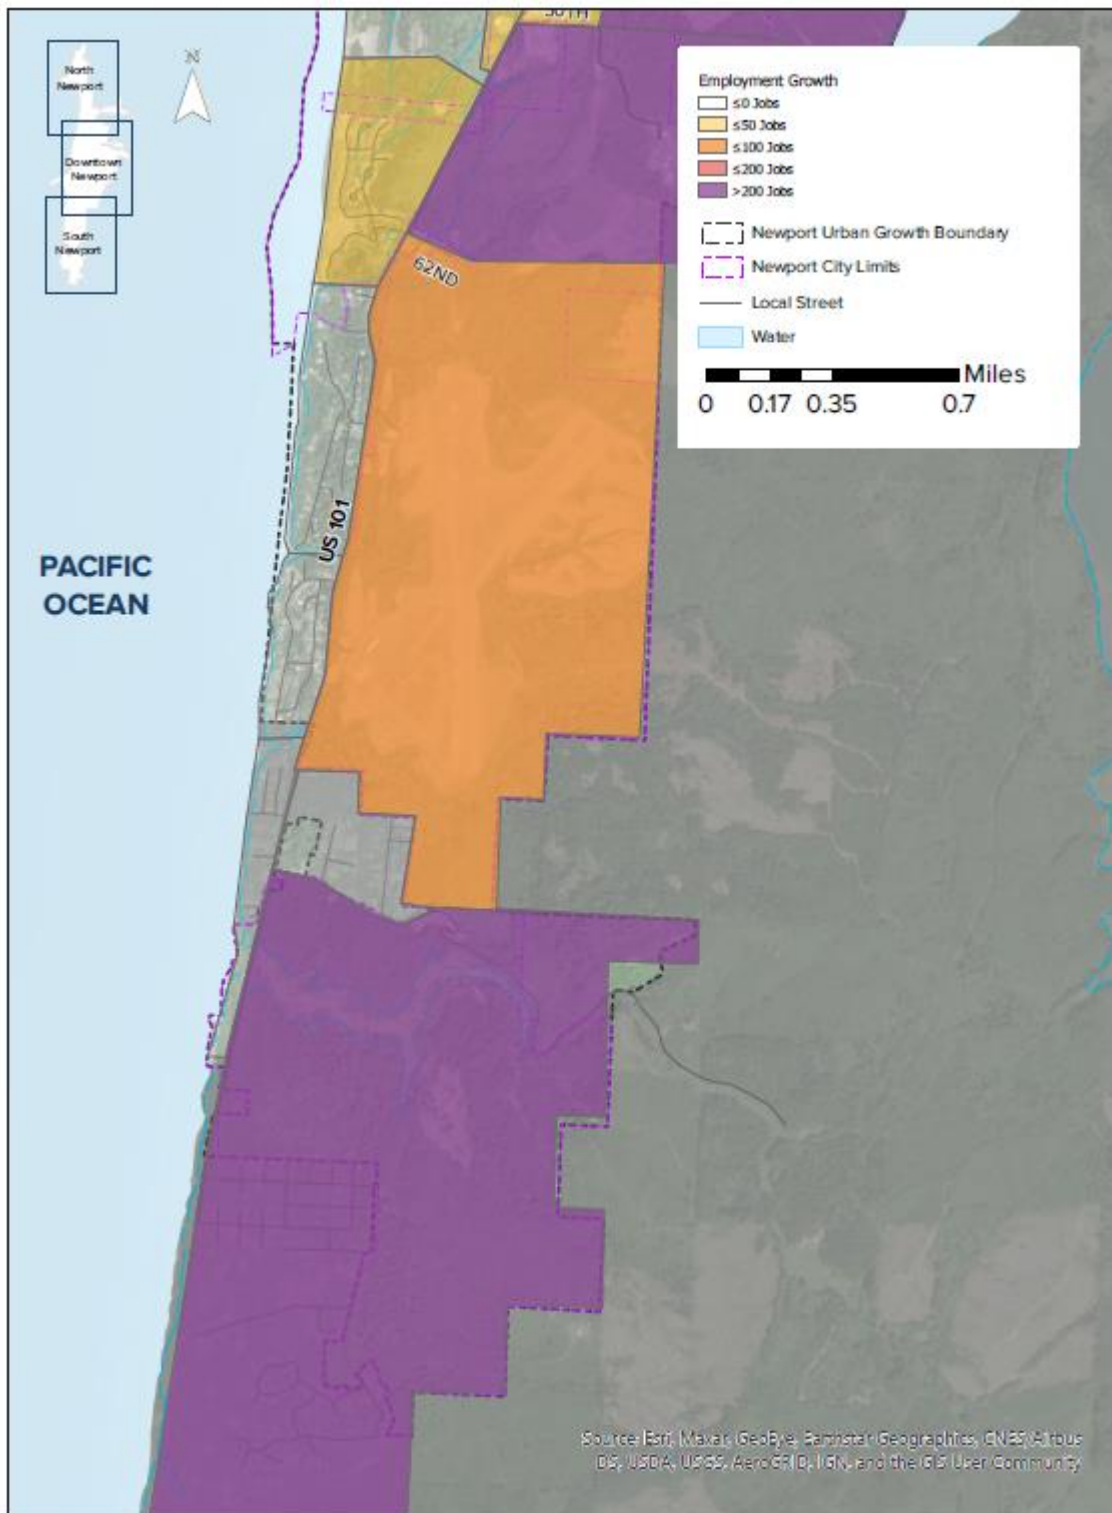 50TH
North
Newport
Downtown
Newport
South
Newport
N
Employment Growth
≤0 Jobs
≤50 Jobs
≤100 Jobs
≤200 Jobs
>200 Jobs
Newport Urban Growth Boundary
Newport City Limits
Local Street
Water
Miles
0 0.17 0.35 0.7
62ND
US 101
PACIFIC
OCEAN
Source: Esri, Maxar, GeoEye, Earthstar Geographics, CNES/Airbus
DS, USDA, USGS, AeroGRID, IGN, and the GIS User Community